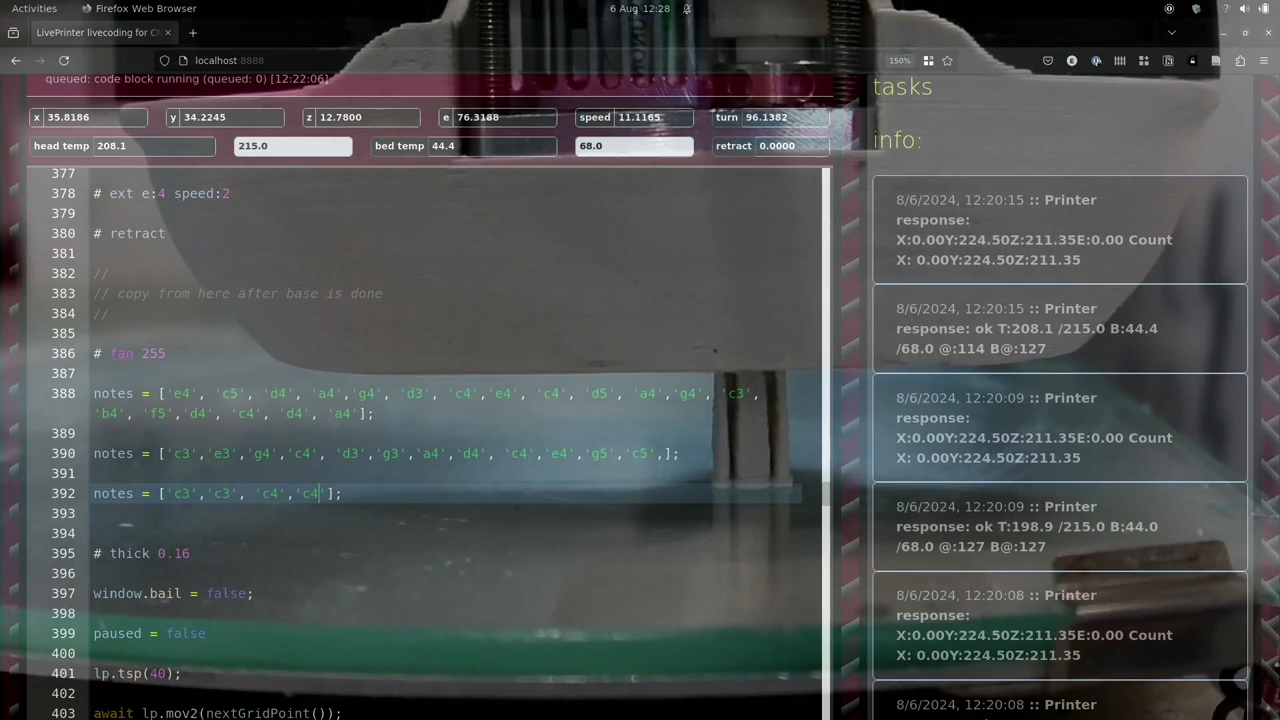 Activities Firefox Web Browser 6 Aug 12:28
LivePrinter livecoding for CN × +
localhost:8888 150%
queued: code block running (queued: 0) [12:22:06]
x 35.8186 y 34.2245 z 12.7800 e 76.3188 speed 11.1165 turn 96.1382
head temp 208.1 215.0 bed temp 44.4 68.0 retract 0.0000
377
378 # ext e:4 speed:2
379
380 # retract
381
382 //
383 // copy from here after base is done
384 //
385
386 # fan 255
387
388 notes = ['e4', 'c5', 'd4', 'a4','g4', 'd3', 'c4','e4', 'c4', 'd5', 'a4','g4', 'c3',
'b4', 'f5','d4', 'c4', 'd4', 'a4'];
389
390 notes = ['c3','e3','g4','c4', 'd3','g3','a4','d4', 'c4','e4','g5','c5',];
391
392 notes = ['c3','c3', 'c4','c4'];
393
394
395 # thick 0.16
396
397 window.bail = false;
398
399 paused = false
400
401 lp.tsp(40);
402
403 await lp.mov2(nextGridPoint());
tasks
info:
8/6/2024, 12:20:15 :: Printer
response:
X:0.00Y:224.50Z:211.35E:0.00 Count
X: 0.00Y:224.50Z:211.35
8/6/2024, 12:20:15 :: Printer
response: ok T:208.1 /215.0 B:44.4
/68.0 @:114 B@:127
8/6/2024, 12:20:09 :: Printer
response:
X:0.00Y:224.50Z:211.35E:0.00 Count
X: 0.00Y:224.50Z:211.35
8/6/2024, 12:20:09 :: Printer
response: ok T:198.9 /215.0 B:44.0
/68.0 @:127 B@:127
8/6/2024, 12:20:08 :: Printer
response:
X:0.00Y:224.50Z:211.35E:0.00 Count
X: 0.00Y:224.50Z:211.35
8/6/2024, 12:20:08 :: Printer